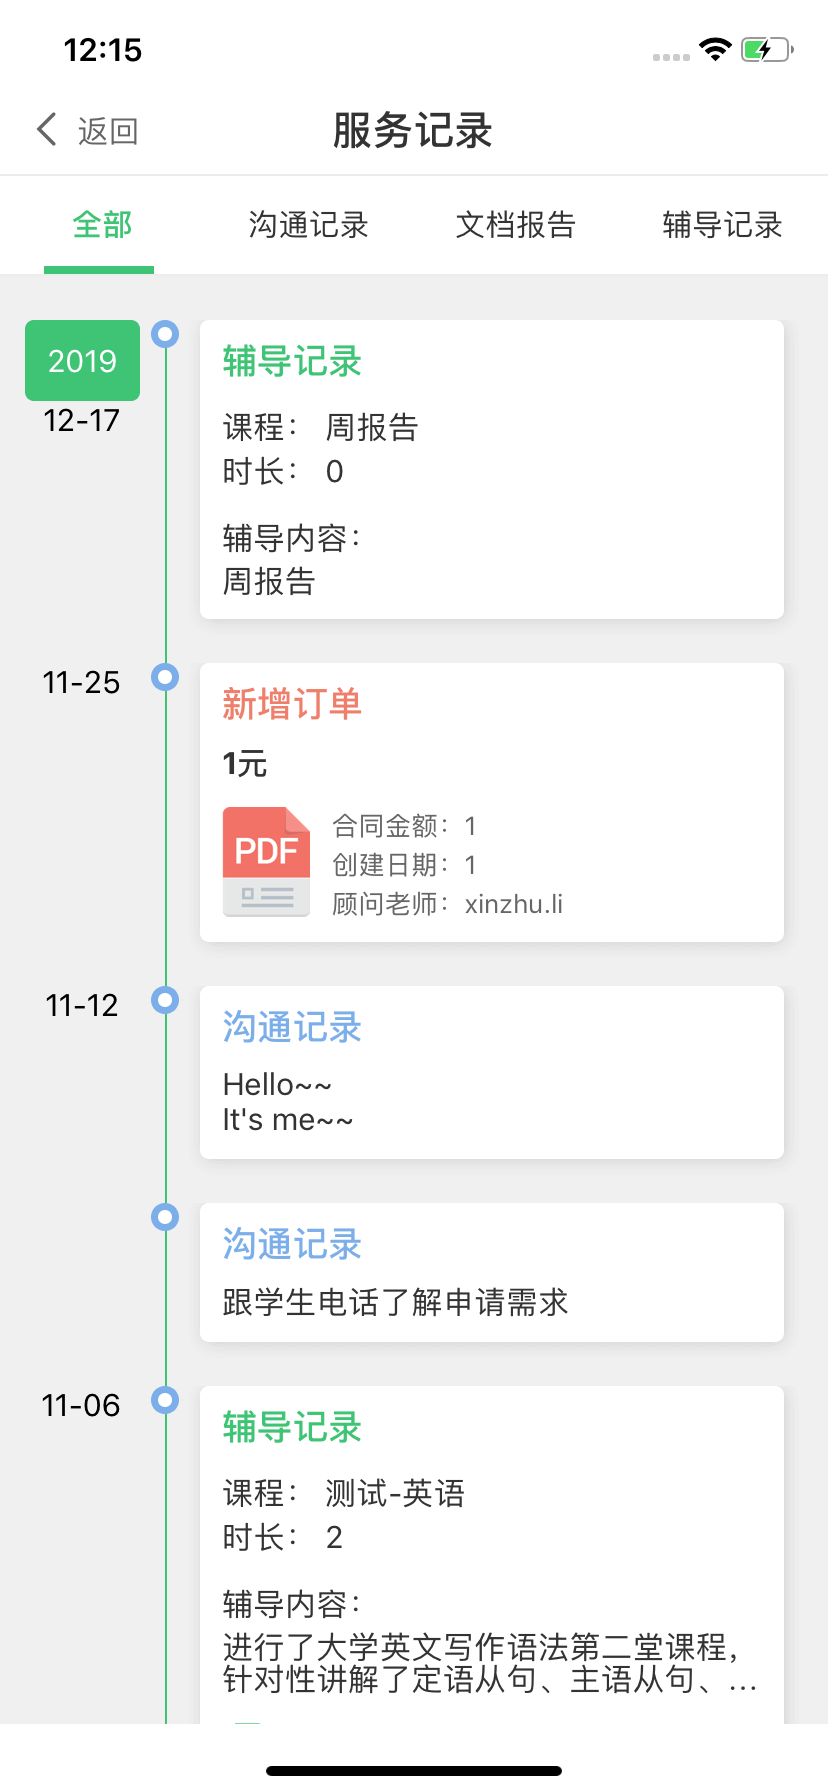 12:15
返回
服务记录
全部
沟通记录
文档报告
辅导记录
2019
12-17
辅导记录
课程： 周报告
时长： 0
辅导内容：
周报告
11-25
新增订单
1元
PDF
合同金额：1
创建日期：1
顾问老师：xinzhu.li
11-12
沟通记录
Hello~~
It's me~~
沟通记录
跟学生电话了解申请需求
11-06
辅导记录
课程： 测试-英语
时长： 2
辅导内容：
进行了大学英文写作语法第二堂课程，
针对性讲解了定语从句、主语从句、...